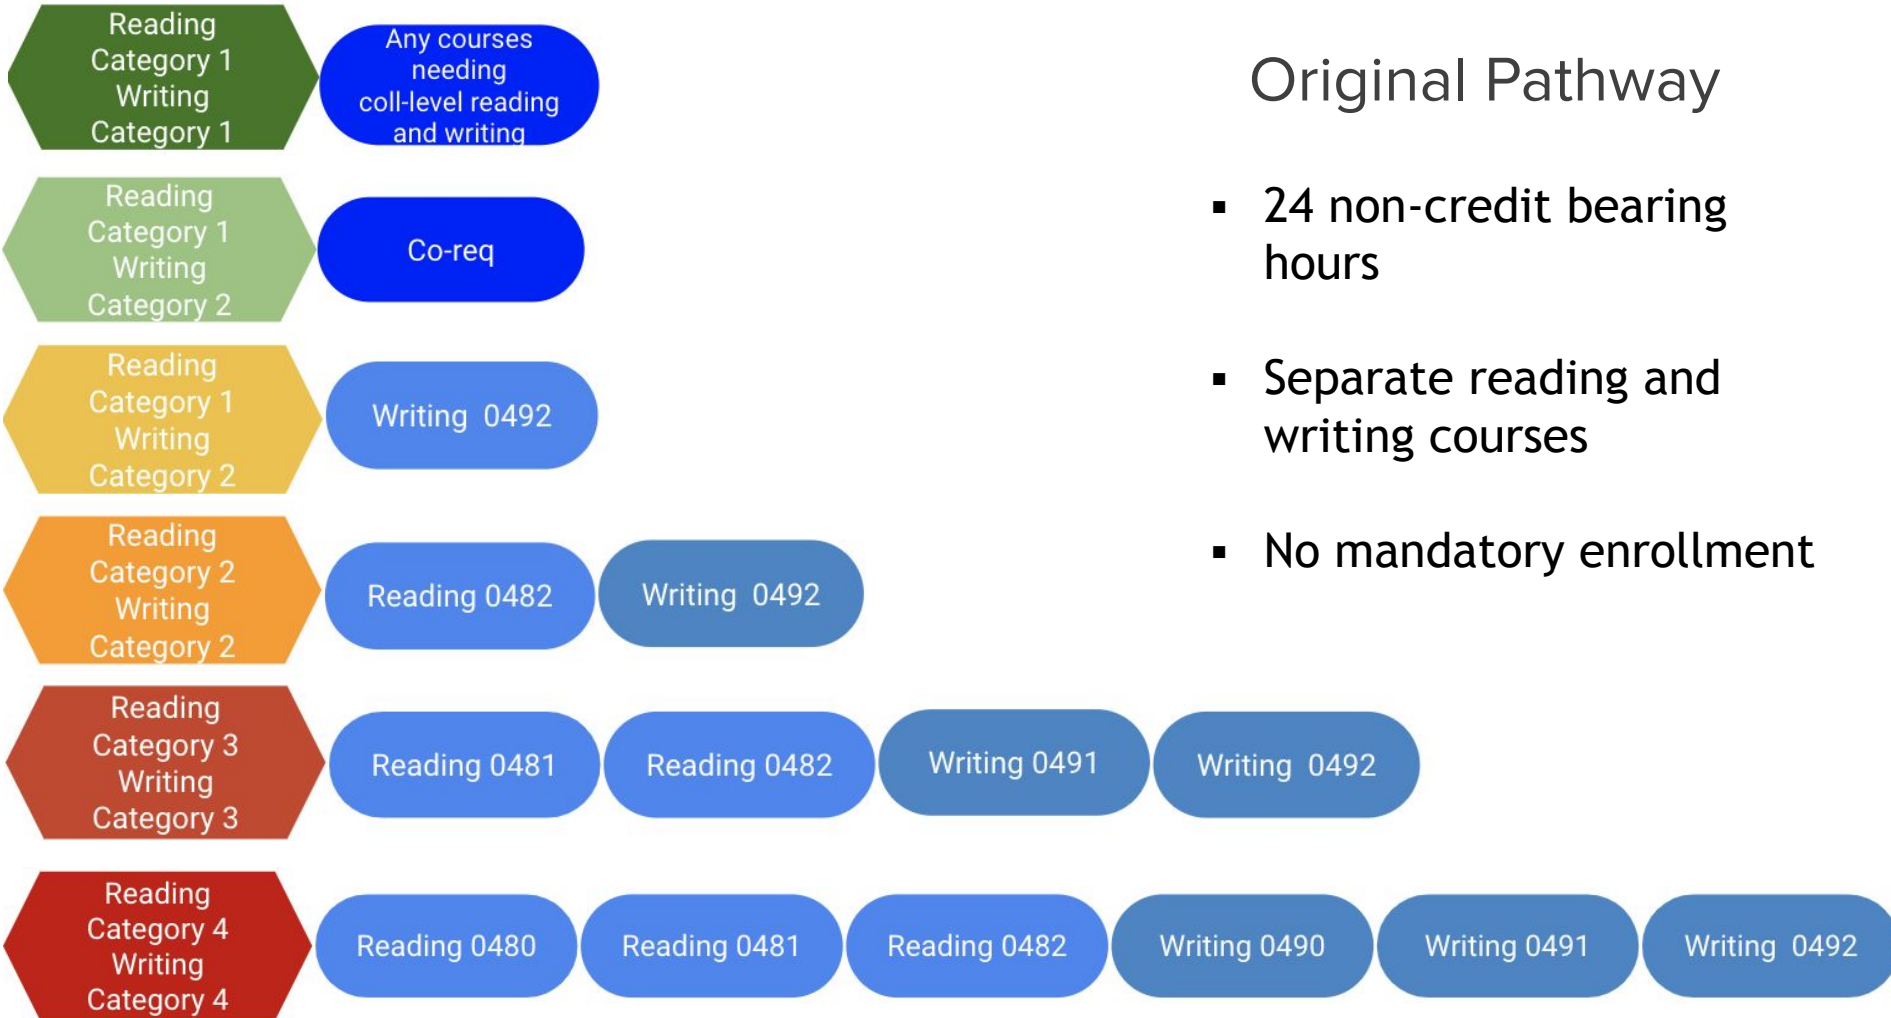 Original Pathway
Reading
Category 1
Writing
Category 1
Any courses
needing
coll-level reading
and writing
Reading
Category 1
Writing
Category 2
Co-req
Reading
Category 1
Writing
Category 2
Writing 0492
Reading
Category 2
Writing
Category 2
Reading 0482
Writing 0492
Reading
Category 3
Writing
Category 3
Reading 0481
Reading 0482
Writing 0491
Writing 0492
Reading
Category 4
Writing
Category 4
Reading 0480
Reading 0481
Reading 0482
Writing 0490
Writing 0491
Writing 0492
▪ 24 non-credit bearing
hours
▪ Separate reading and
writing courses
▪ No mandatory enrollment